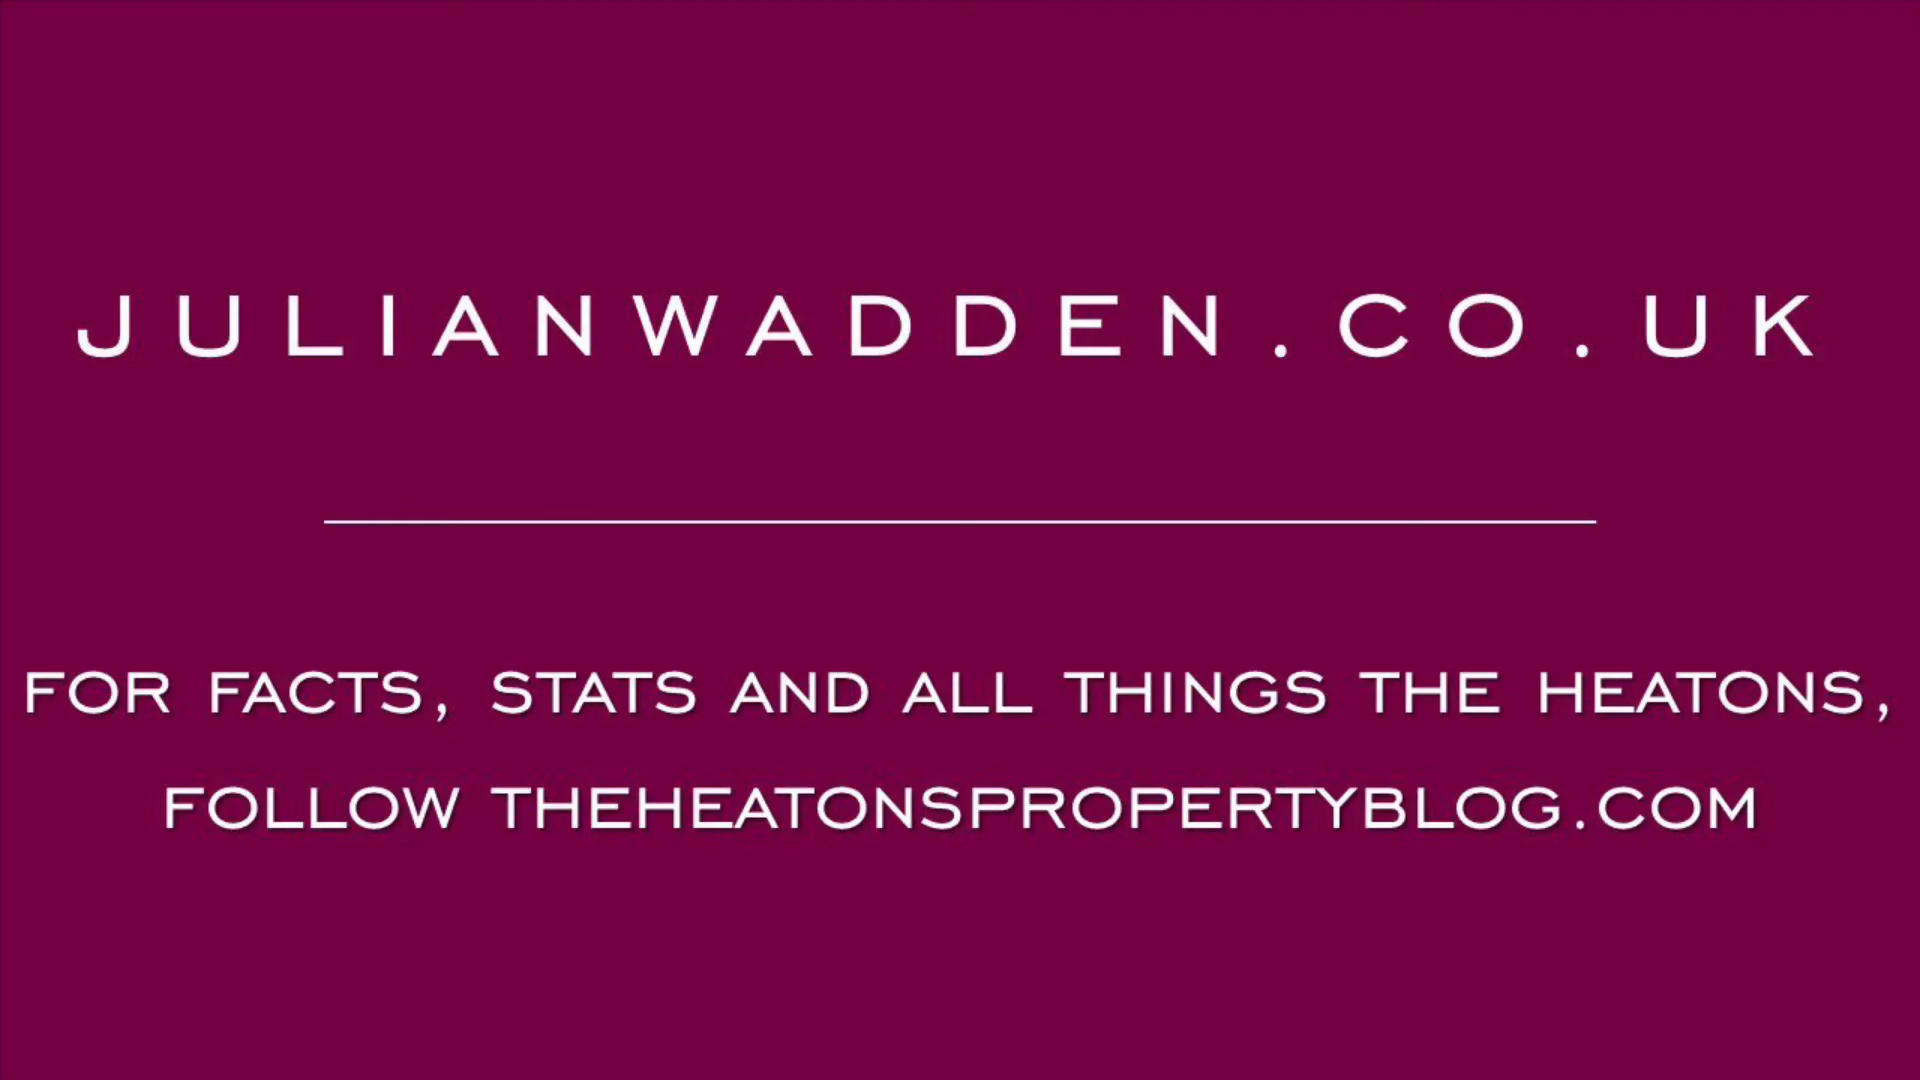 JULIANWADDEN.CO.UK
FOR FACTS, STATS AND ALL THINGS THE HEATONS,
FOLLOW THEHEATONSPROPERTYBLOG.COM